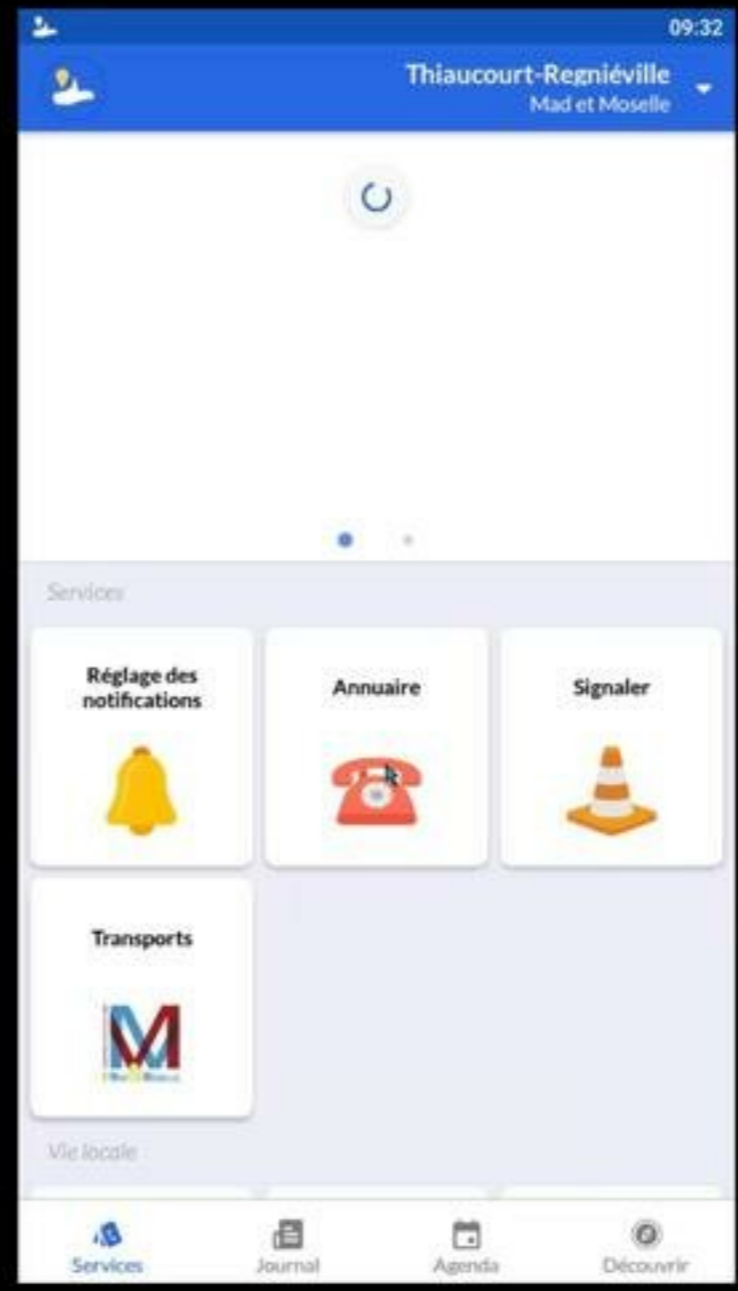 09:32
Thiaucourt-Regniéville
Mad et Moselle
Services
Réglage des
notifications
Annuaire
Signaler
Transports
M
Vie locale
Services
Journal
Agenda
Découvrir